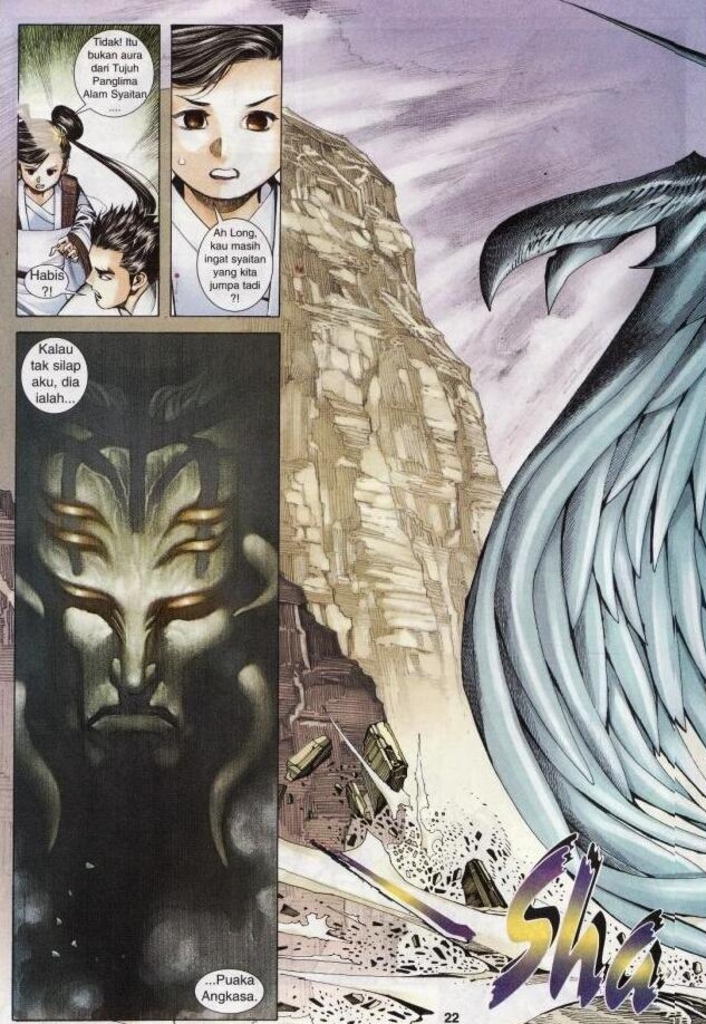 Tidak! Itu
bukan aura
dari Tujuh
Panglima
Alam Syaitan
....
Habis
?!
Ah Long,
kau masih
ingat syaitan
yang kita
jumpa tadi
?!
Kalau
tak silap
aku, dia
ialah...
...Puaka
Angkasa.
Sha
22